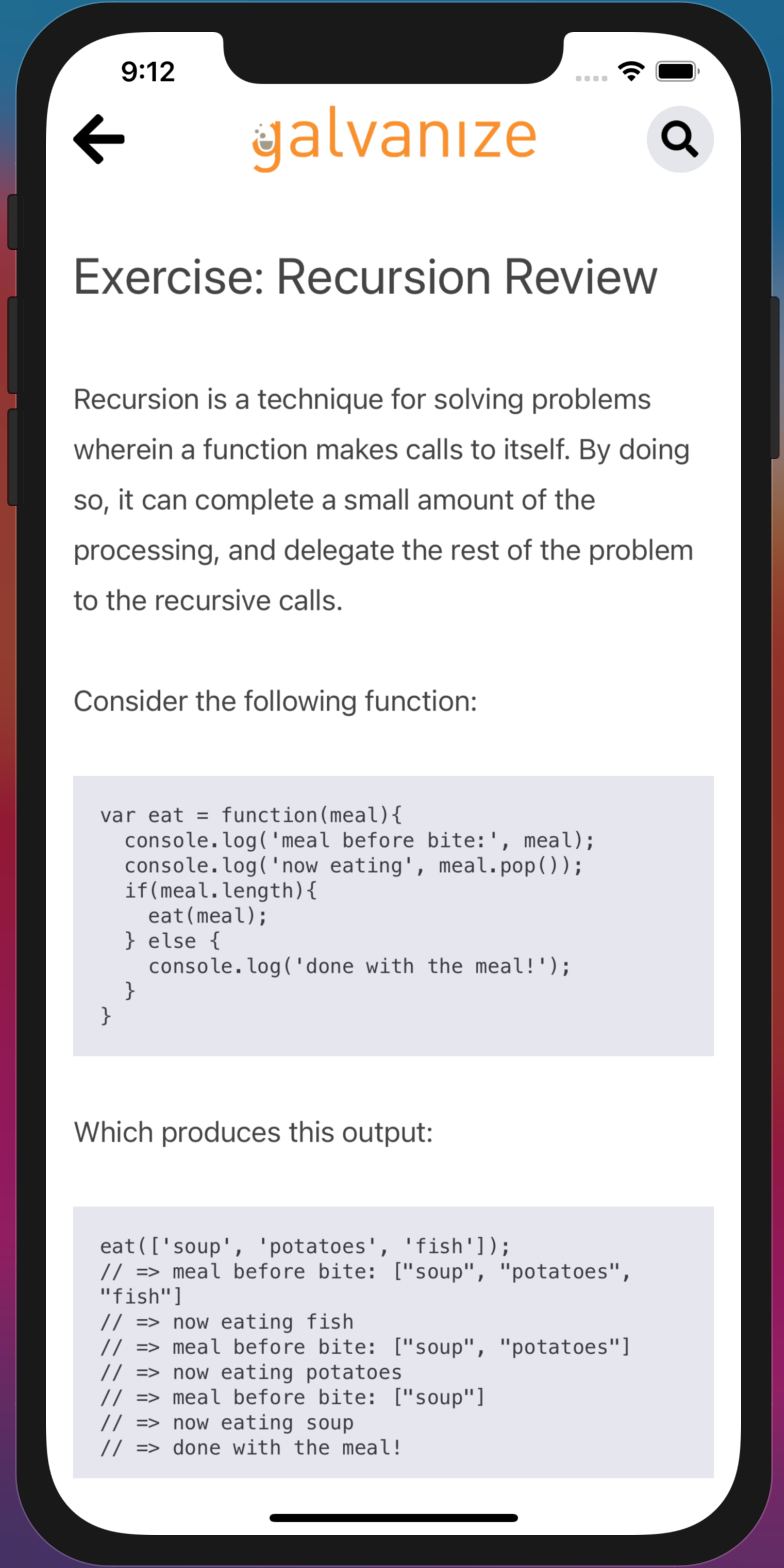 9:12
galvanize
Exercise: Recursion Review
Recursion is a technique for solving problems
wherein a function makes calls to itself. By doing
so, it can complete a small amount of the
processing, and delegate the rest of the problem
to the recursive calls.
Consider the following function:
var eat = function(meal){
  console.log('meal before bite:', meal);
  console.log('now eating', meal.pop());
  if(meal.length){
    eat(meal);
  } else {
    console.log('done with the meal!');
  }
}
Which produces this output:
eat(['soup', 'potatoes', 'fish']);
// => meal before bite: ["soup", "potatoes",
"fish"]
// => now eating fish
// => meal before bite: ["soup", "potatoes"]
// => now eating potatoes
// => meal before bite: ["soup"]
// => now eating soup
// => done with the meal!